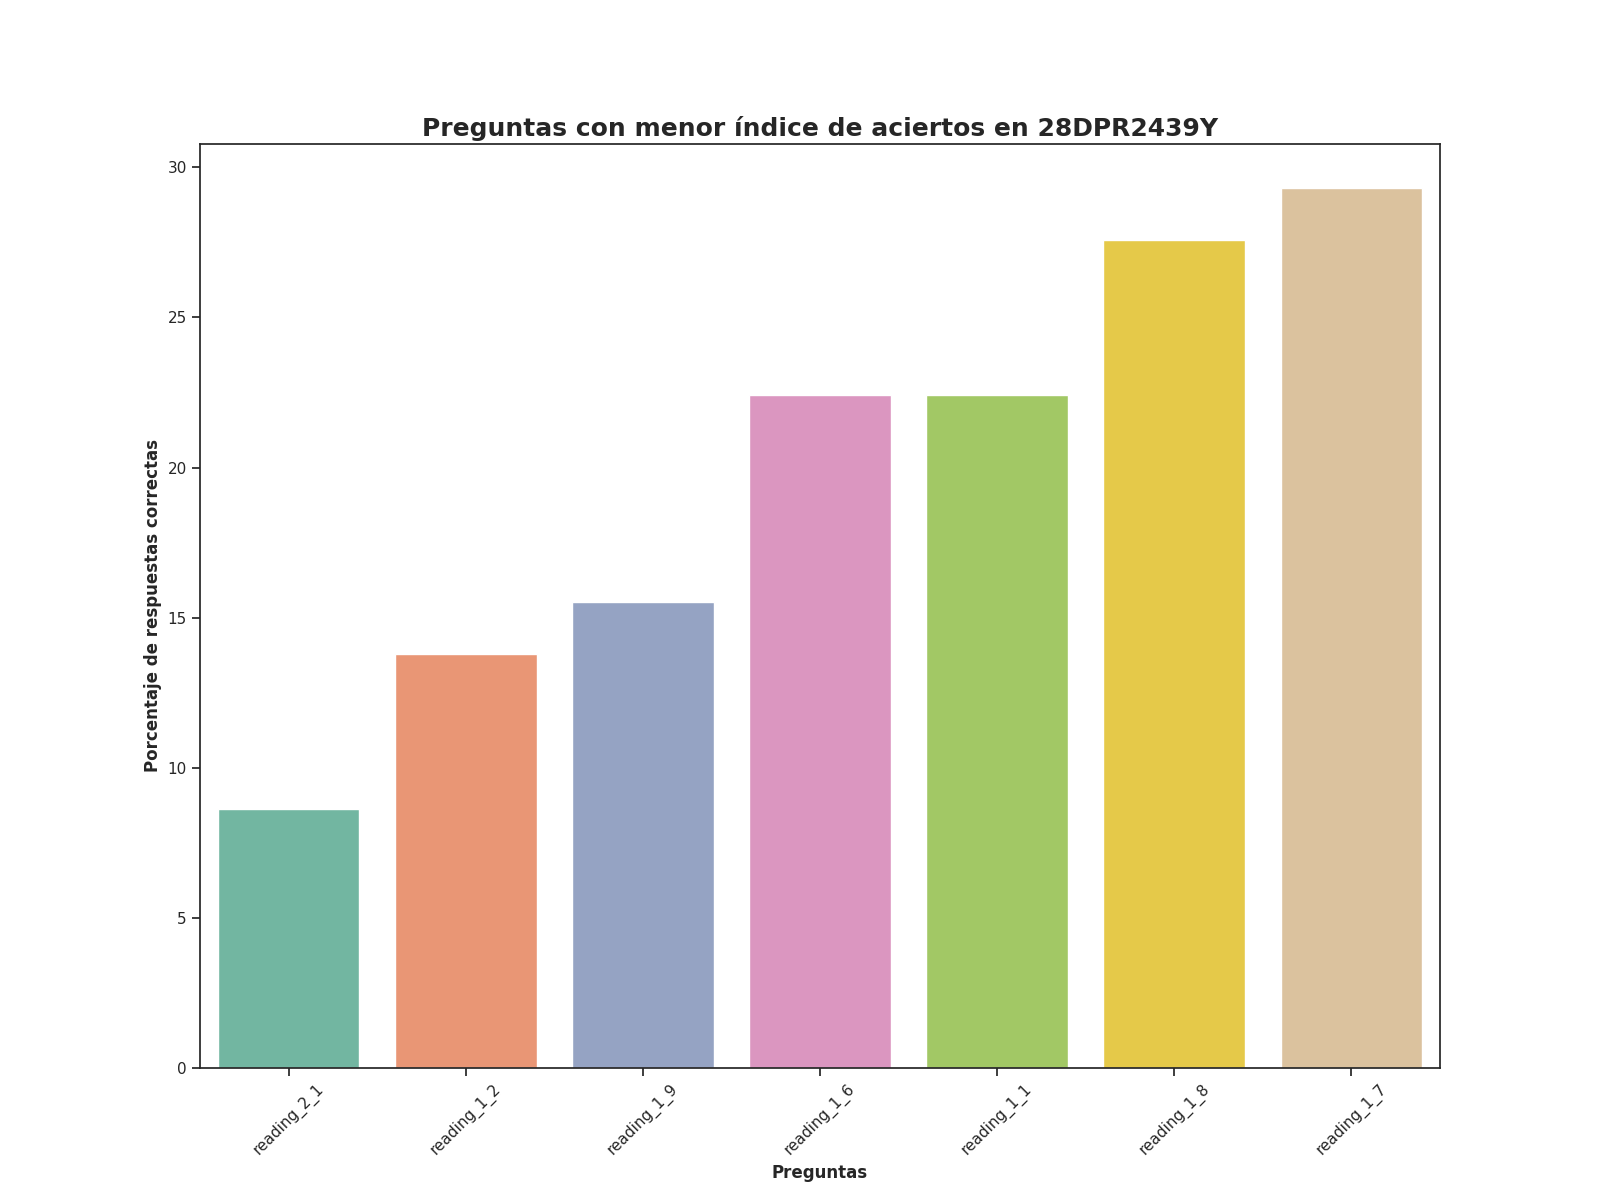 Preguntas con menor índice de aciertos en 28DPR2439Y
Porcentaje de respuestas correctas
30
25
20
15
10
5
0
reading_2_1
reading_1_2
reading_1_9
reading_1_6
reading_1_1
reading_1_8
reading_1_7
Preguntas